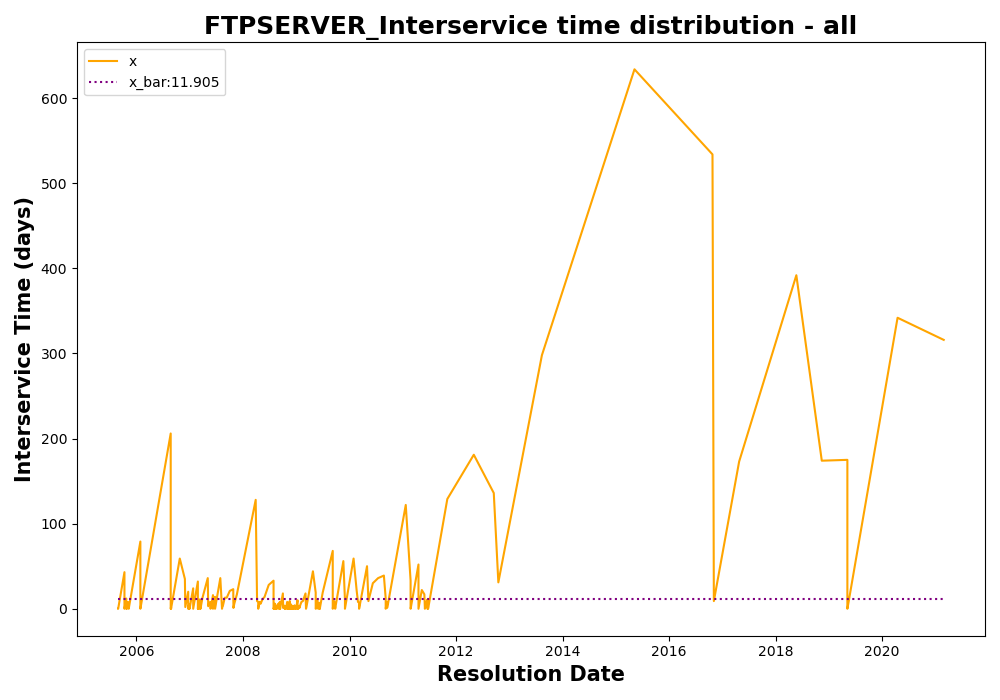 FTPSERVER_Interservice time distribution - all
x
x_bar:11.905
Interservice Time (days)
600
500
400
300
200
100
0
2006 2008 2010 2012 2014 2016 2018 2020
Resolution Date